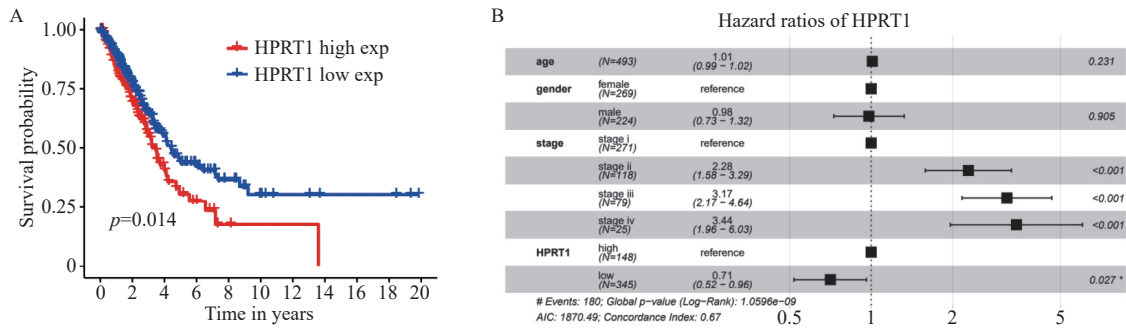 A
1.00
0.75
0.50
0.25
0
Survival probability
HPRT1 high exp
HPRT1 low exp
p=0.014
0 2 4 6 8 10 12 14 16 18 20
Time in years
B
Hazard ratios of HPRT1
age (N=493) 1.01 0.231
(0.99 – 1.02)
gender female reference
(N=269)
male 0.98 0.905
(N=224) (0.73 – 1.32)
stage stage i reference
(N=271)
stage ii 2.28 <0.001
(N=118) (1.58 – 3.29)
stage iii 3.17 <0.001
(N=79) (2.17 – 4.64)
stage iv 3.44 <0.001
(N=25) (1.96 – 6.03)
HPRT1 high reference
(N=148)
low 0.71 0.027 *
(N=345) (0.52 – 0.96)
# Events: 180; Global p-value (Log-Rank): 1.0596e-09
AIC: 1870.49; Concordance Index: 0.67
0.5 1 2 5